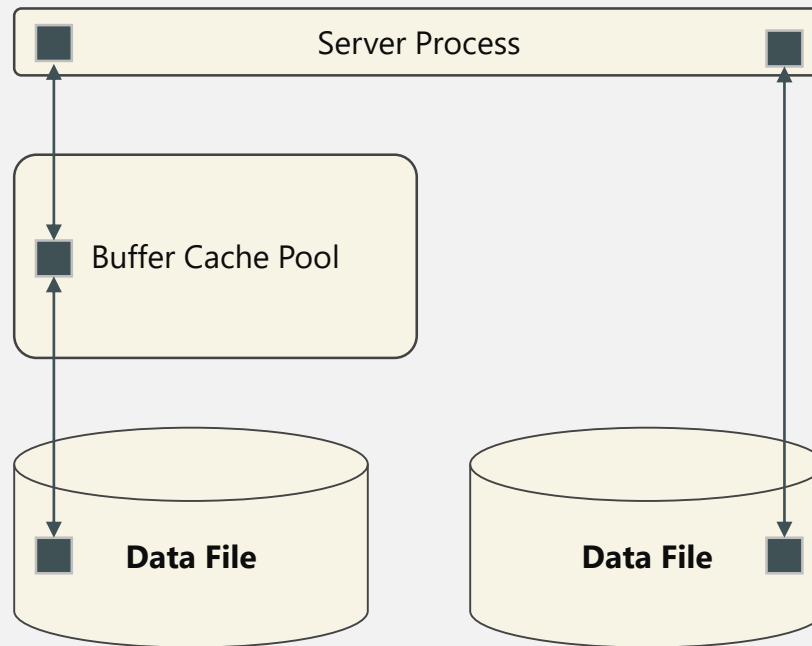 Server Process
Buffer Cache Pool
Data File
Data File